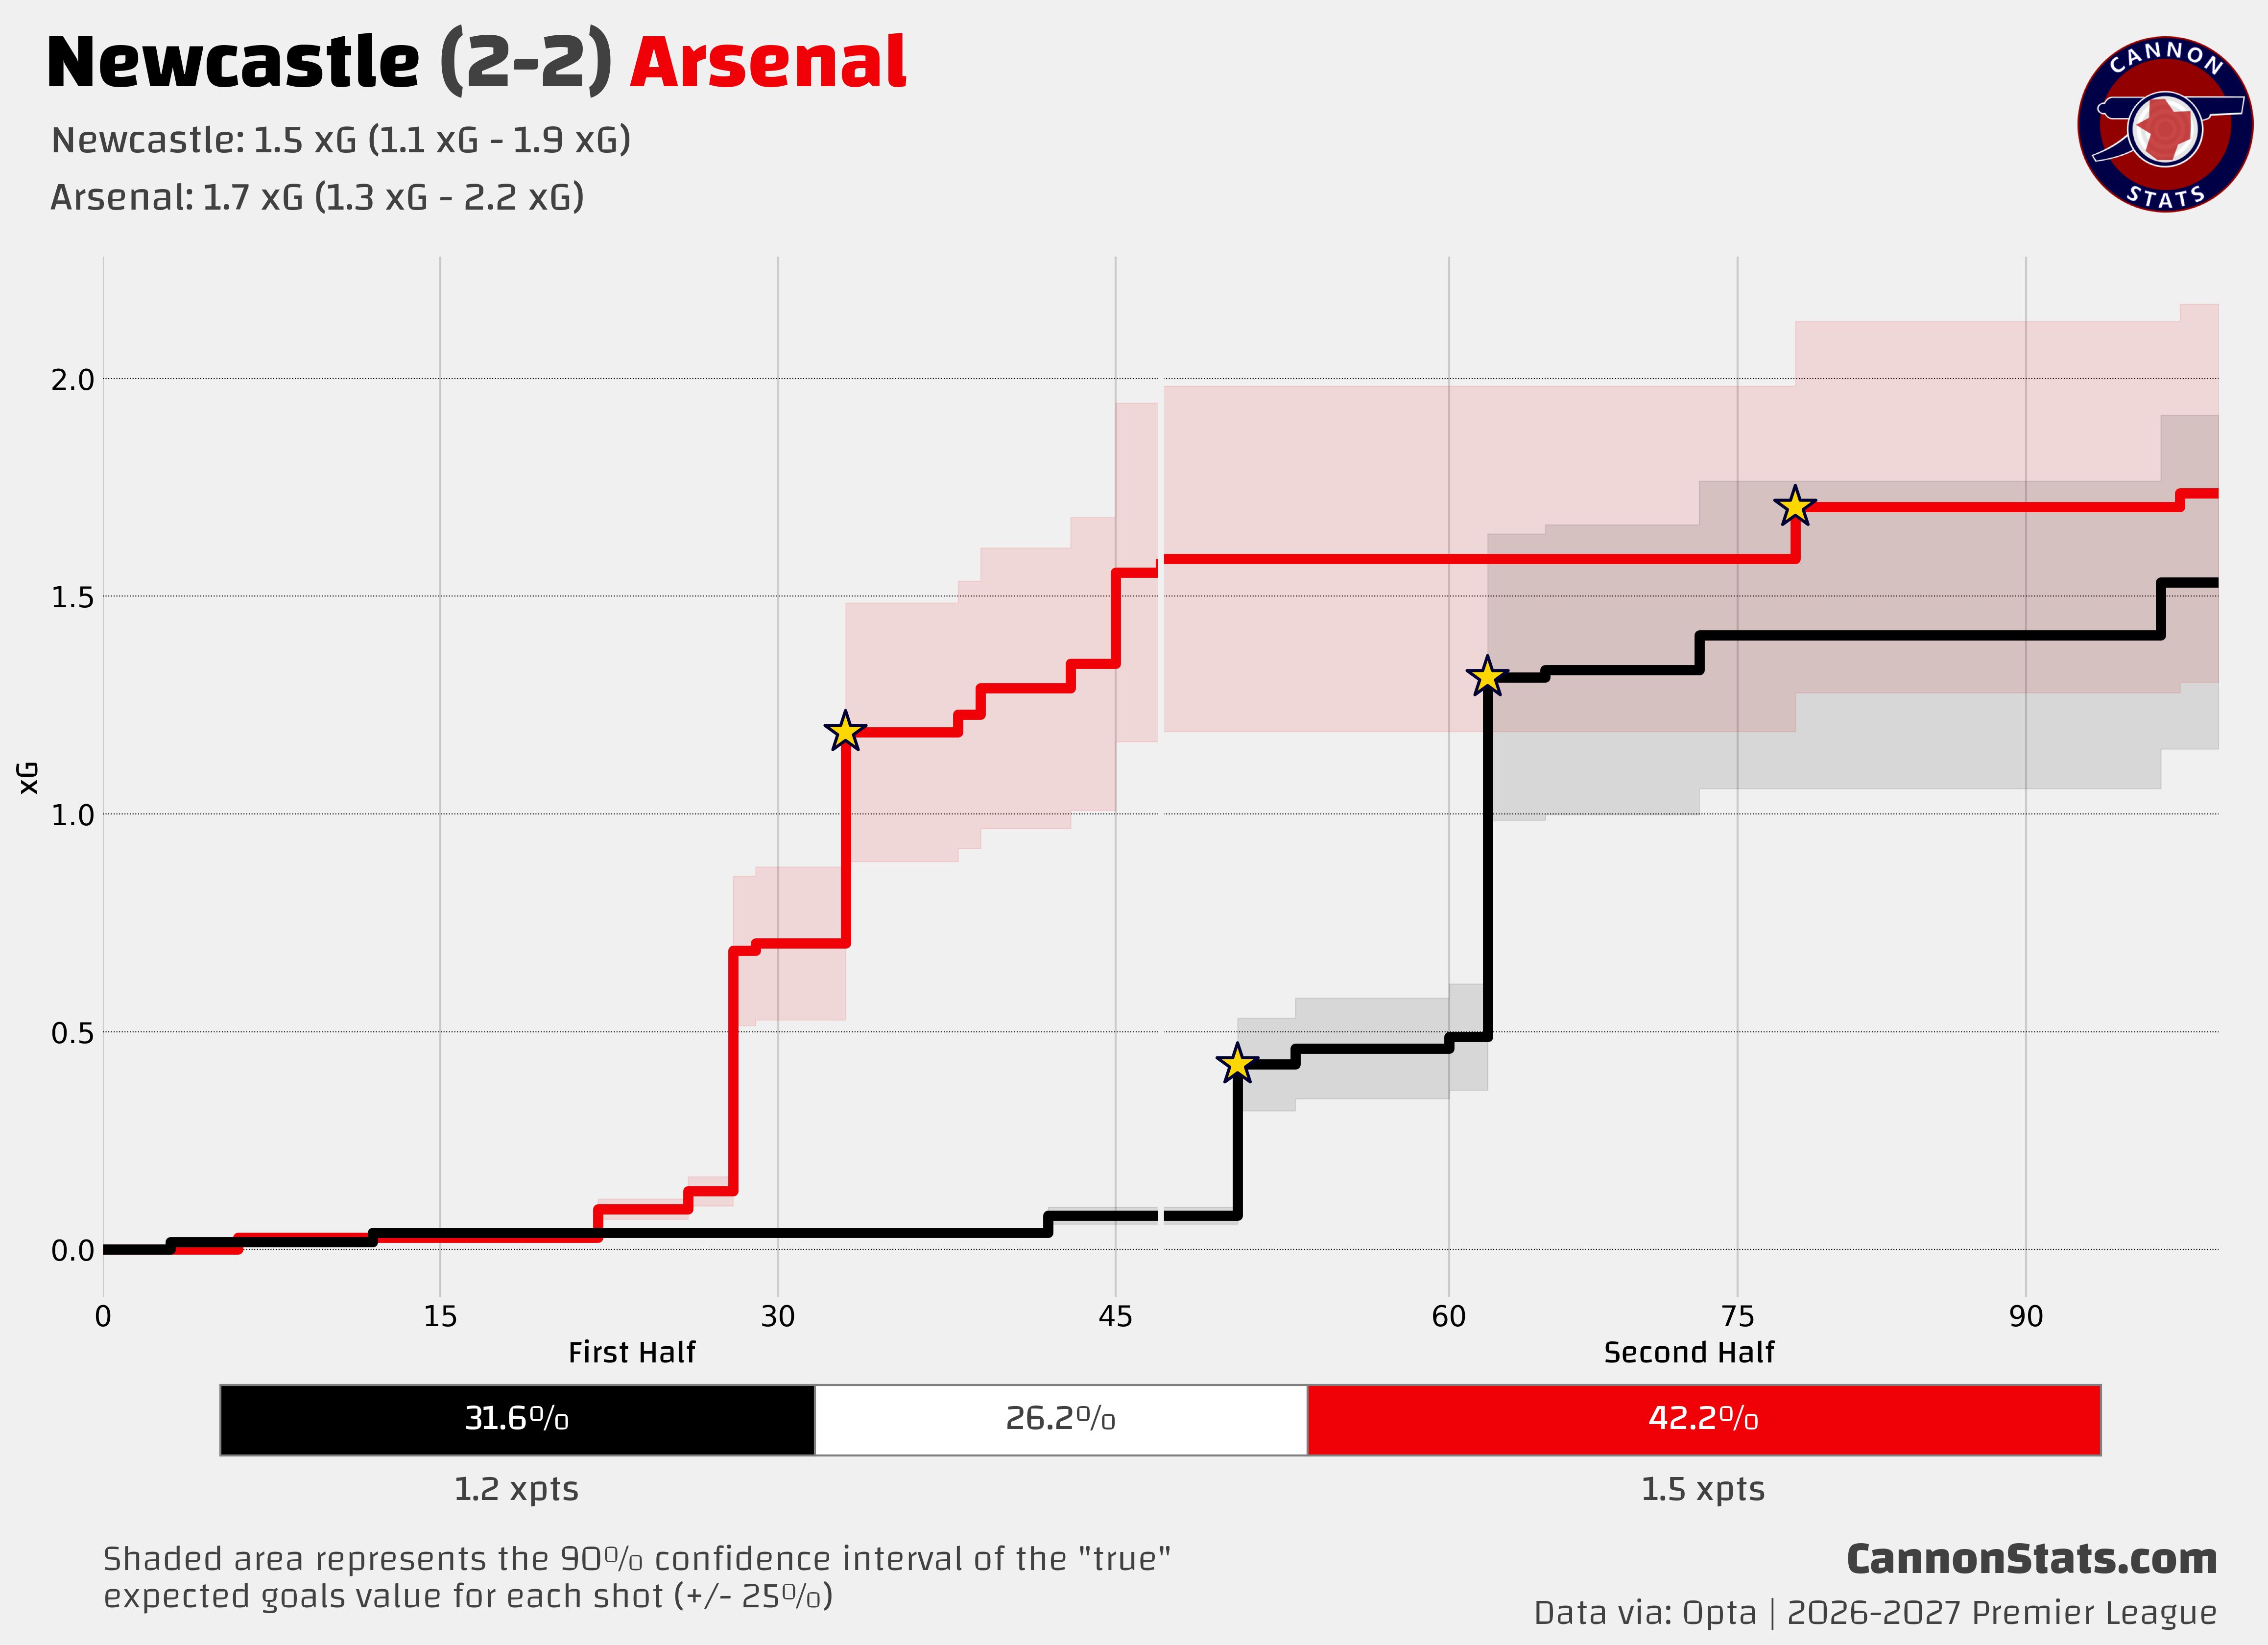 Newcastle (2-2) Arsenal
Newcastle: 1.5 xG (1.1 xG - 1.9 xG)
Arsenal: 1.7 xG (1.3 xG - 2.2 xG)
CANNON
STATS
2.0
1.5
1.0
0.5
0.0
xG
0 15 30 45 60 75 90
First Half Second Half
31.6% 26.2% 42.2%
1.2 xpts 1.5 xpts
Shaded area represents the 90% confidence interval of the "true"
expected goals value for each shot (+/- 25%)
CannonStats.com
Data via: Opta | 2026-2027 Premier League